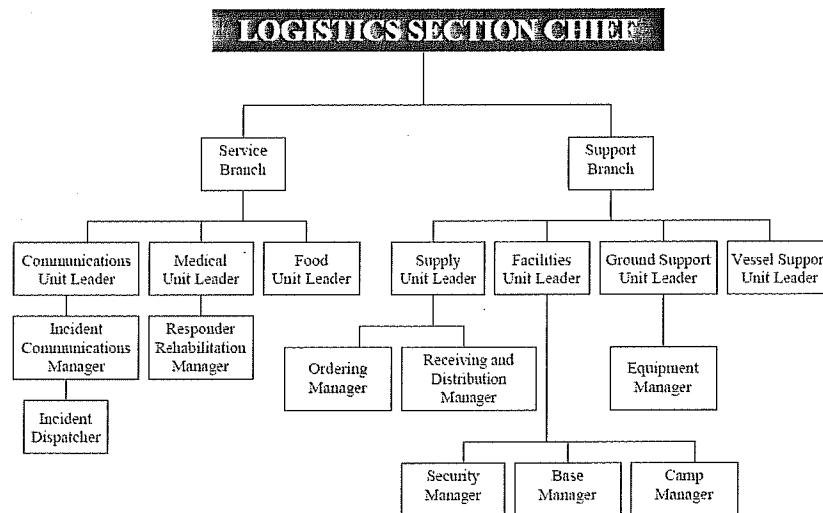 LOGISTICS SECTION CHIEF
Service
Branch
Support
Branch
Communications
Unit Leader
Medical
Unit Leader
Food
Unit Leader
Supply
Unit Leader
Facilities
Unit Leader
Ground Support
Unit Leader
Vessel Support
Unit Leader
Incident
Communications
Manager
Responder
Rehabilitation
Manager
Ordering
Manager
Receiving and
Distribution
Manager
Equipment
Manager
Incident
Dispatcher
Security
Manager
Base
Manager
Camp
Manager